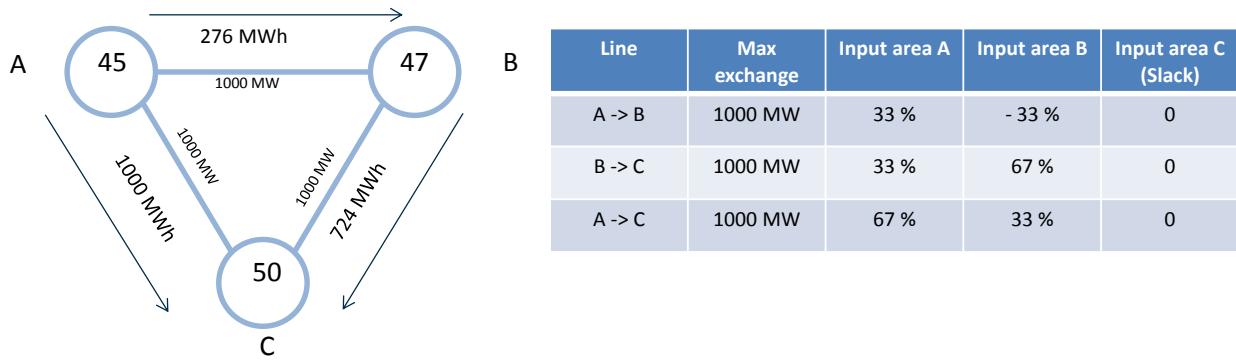 276 MWh
A
45
47
B
1000 MW
1000 MW
1000 MWh
1000 MW
724 MWh
50
C
Line Max exchange Input area A Input area B Input area C (Slack)
A -> B 1000 MW 33 % - 33 % 0
B -> C 1000 MW 33 % 67 % 0
A -> C 1000 MW 67 % 33 % 0